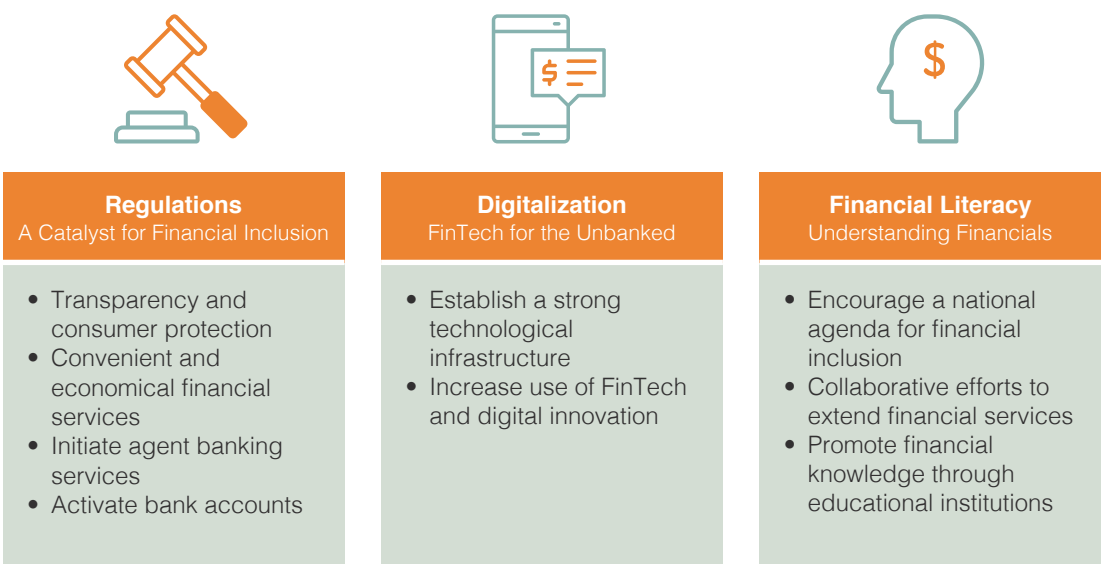 $
$
Regulations
A Catalyst for Financial Inclusion
• Transparency and
consumer protection
• Convenient and
economical financial
services
• Initiate agent banking
services
• Activate bank accounts
Digitalization
FinTech for the Unbanked
• Establish a strong
technological
infrastructure
• Increase use of FinTech
and digital innovation
Financial Literacy
Understanding Financials
• Encourage a national
agenda for financial
inclusion
• Collaborative efforts to
extend financial services
• Promote financial
knowledge through
educational institutions